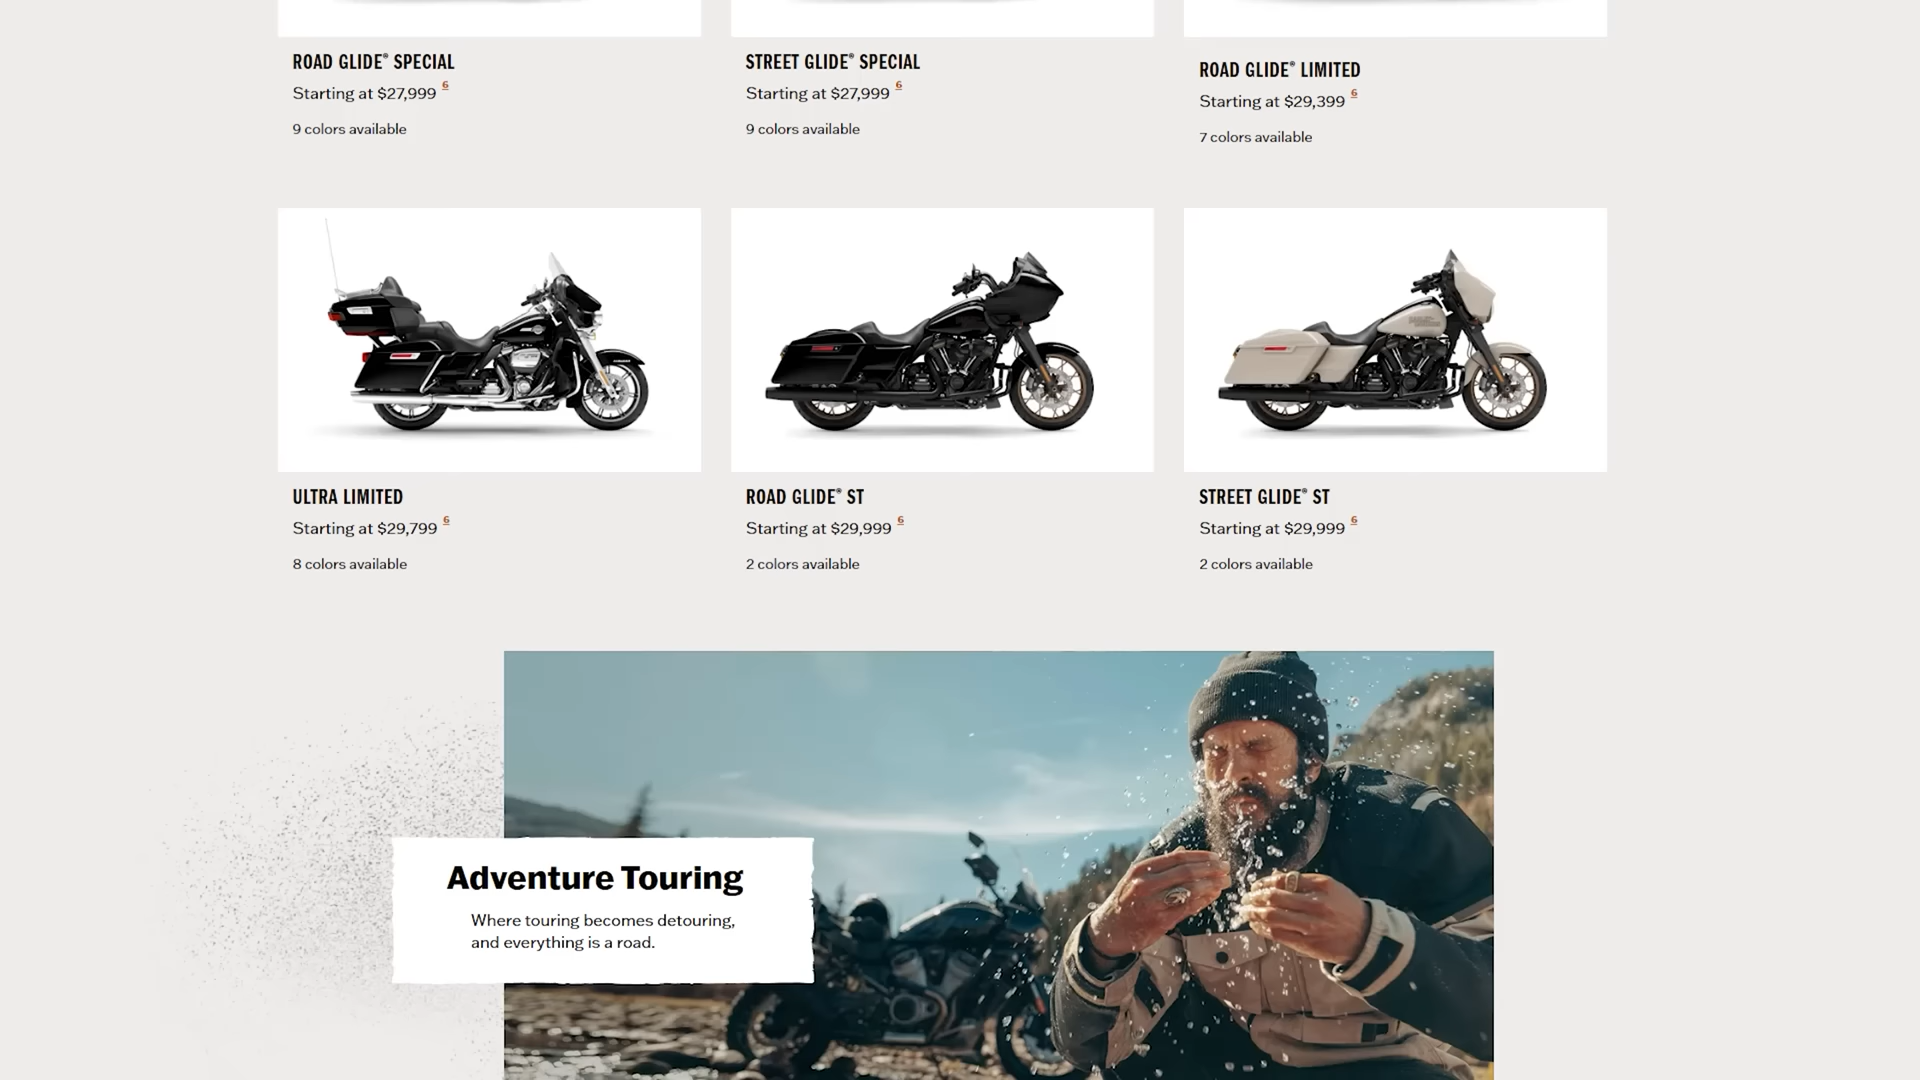 ROAD GLIDE® SPECIAL
Starting at $27,999 6
9 colors available
STREET GLIDE® SPECIAL
Starting at $27,999 6
9 colors available
ROAD GLIDE® LIMITED
Starting at $29,399 6
7 colors available
ULTRA LIMITED
Starting at $29,799 6
8 colors available
ROAD GLIDE® ST
Starting at $29,999 6
2 colors available
STREET GLIDE® ST
Starting at $29,999 6
2 colors available
Adventure Touring
Where touring becomes detouring,
and everything is a road.